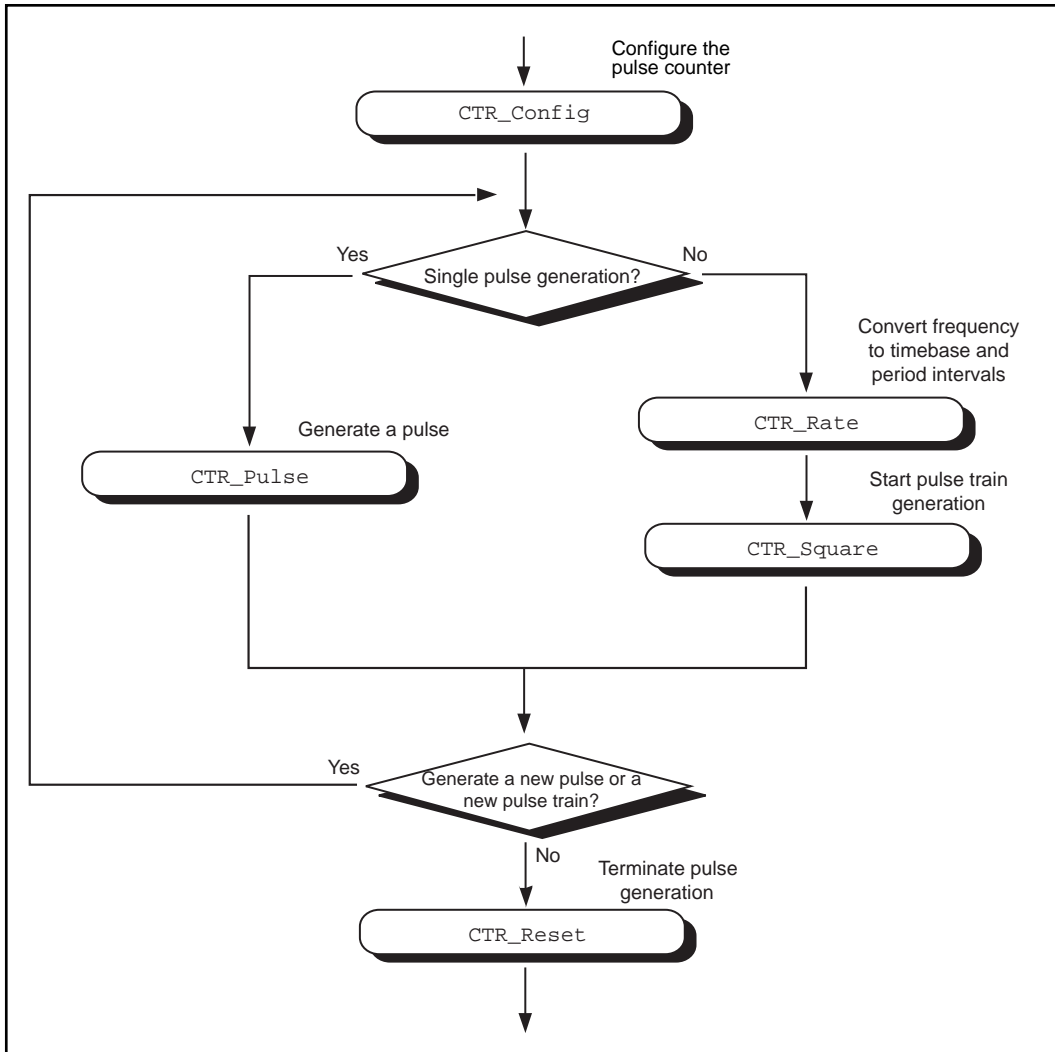 Configure the
pulse counter
CTR_Config
Yes
No
Single pulse generation?
Convert frequency
to timebase and
period intervals
Generate a pulse
CTR_Rate
CTR_Pulse
Start pulse train
generation
CTR_Square
Yes
Generate a new pulse or a
new pulse train?
No
Terminate pulse
generation
CTR_Reset